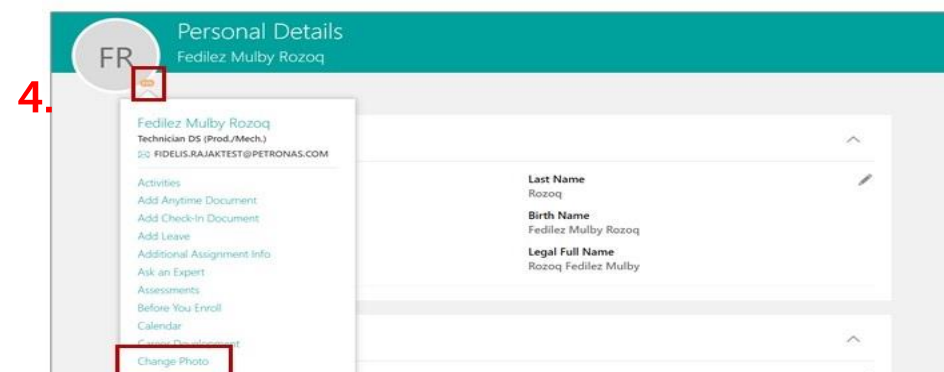 Personal Details
FR
Fedilez Mulby Rozoq
4.
Fedilez Mulby Rozoq
Technician DS (Prod./Mech.)
FIDELIS.RAJAKTEST@PETRONAS.COM
Activities
Add Anytime Document
Add Check-In Document
Add Leave
Additional Assignment Info
Ask an Expert
Assessments
Before You Enroll
Calendar
Career Development
Change Photo
Last Name
Rozoq
Birth Name
Fedilez Mulby Rozoq
Legal Full Name
Rozoq Fedilez Mulby